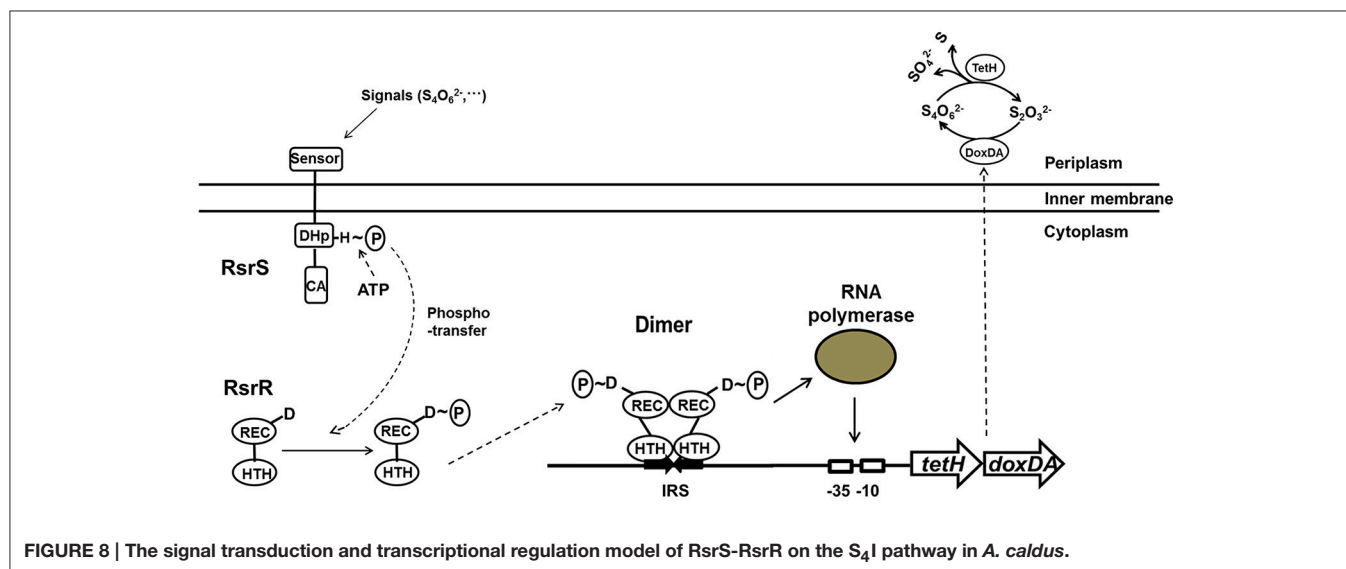 S
SO₄²⁻
TetH
Signals (S₄O₆²⁻,···)
S₄O₆²⁻
S₂O₃²⁻
DoxDA
Sensor
Periplasm
Inner membrane
Cytoplasm
DHp
H~P
RsrS
CA
ATP
RNA
polymerase
Phospho
-transfer
Dimer
RsrR
P~D
D~P
REC
REC
D
D~P
REC
REC
HTH
HTH
HTH
HTH
tetH
doxDA
IRS
-35 -10
FIGURE 8 | The signal transduction and transcriptional regulation model of RsrS-RsrR on the S₄I pathway in A. caldus.